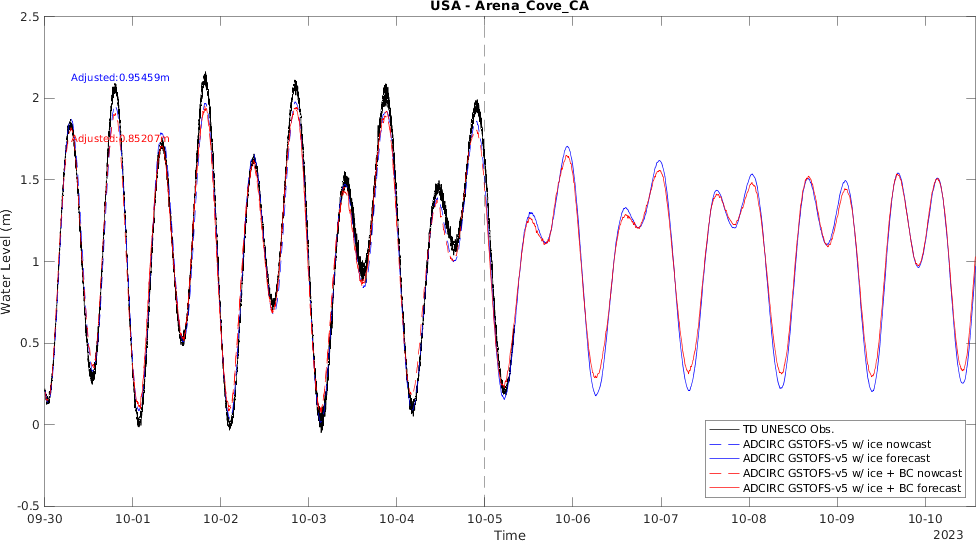 USA - Arena_Cove_CA
2.5
2
1.5
1
0.5
0
-0.5
Water Level (m)
Adjusted:0.95459m
Adjusted:0.85207m
TD UNESCO Obs.
ADCIRC GSTOFS-v5 w/ ice nowcast
ADCIRC GSTOFS-v5 w/ ice forecast
ADCIRC GSTOFS-v5 w/ ice + BC nowcast
ADCIRC GSTOFS-v5 w/ ice + BC forecast
09-30 10-01 10-02 10-03 10-04 10-05 10-06 10-07 10-08 10-09 10-10
Time
2023